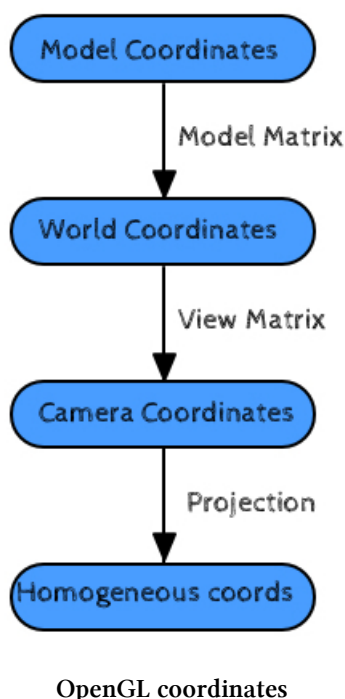 Model Coordinates
Model Matrix
World Coordinates
View Matrix
Camera Coordinates
Projection
Homogeneous coords
OpenGL coordinates